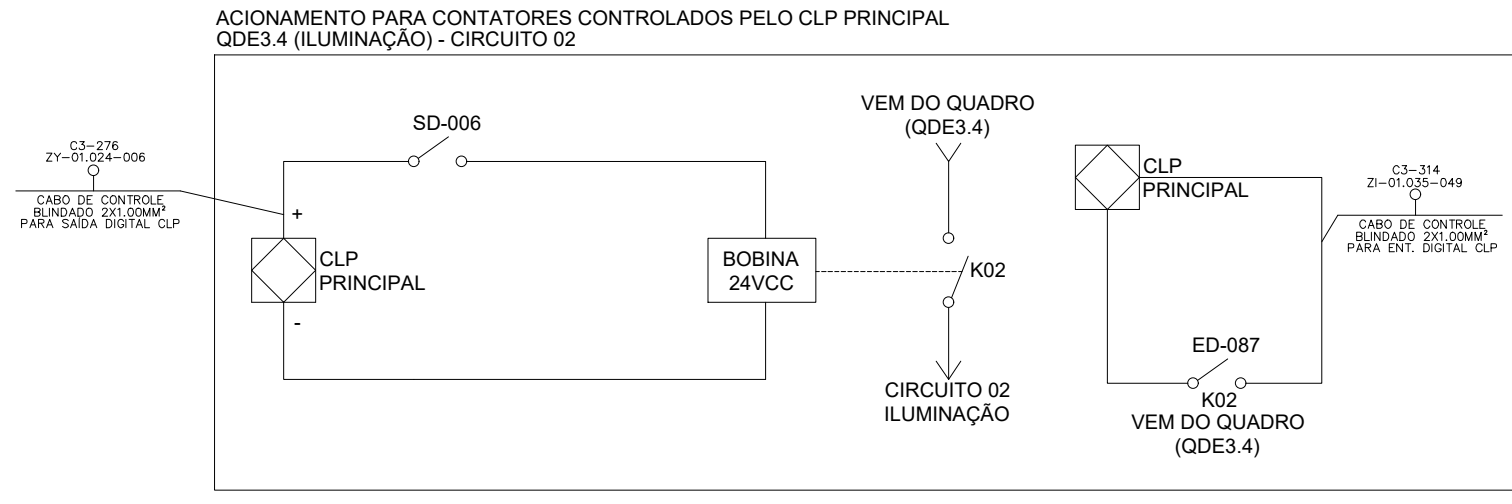 ACIONAMENTO PARA CONTATORES CONTROLADOS PELO CLP PRINCIPAL
QDE3.4 (ILUMINAÇÃO) - CIRCUITO 02
C3-276
ZY-01.024-006
CABO DE CONTROLE
BLINDADO 2X1.00MM²
PARA SAÍDA DIGITAL CLP
SD-006
+
CLP
PRINCIPAL
-
BOBINA
24VCC
VEM DO QUADRO
(QDE3.4)
K02
CIRCUITO 02
ILUMINAÇÃO
CLP
PRINCIPAL
ED-087
K02
VEM DO QUADRO
(QDE3.4)
C3-314
ZI-01.035-049
CABO DE CONTROLE
BLINDADO 2X1.00MM²
PARA ENT. DIGITAL CLP